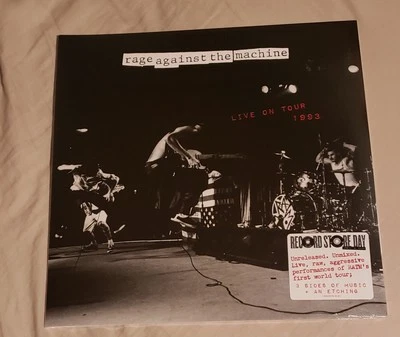 rage against the machine
LIVE ON TOUR
1993
RECORD STORE DAY
Unreleased. Unmixed.
Live, raw, aggressive
performances of RATM's
first world tour;
3 SIDES OF MUSIC
+ AN ETCHING